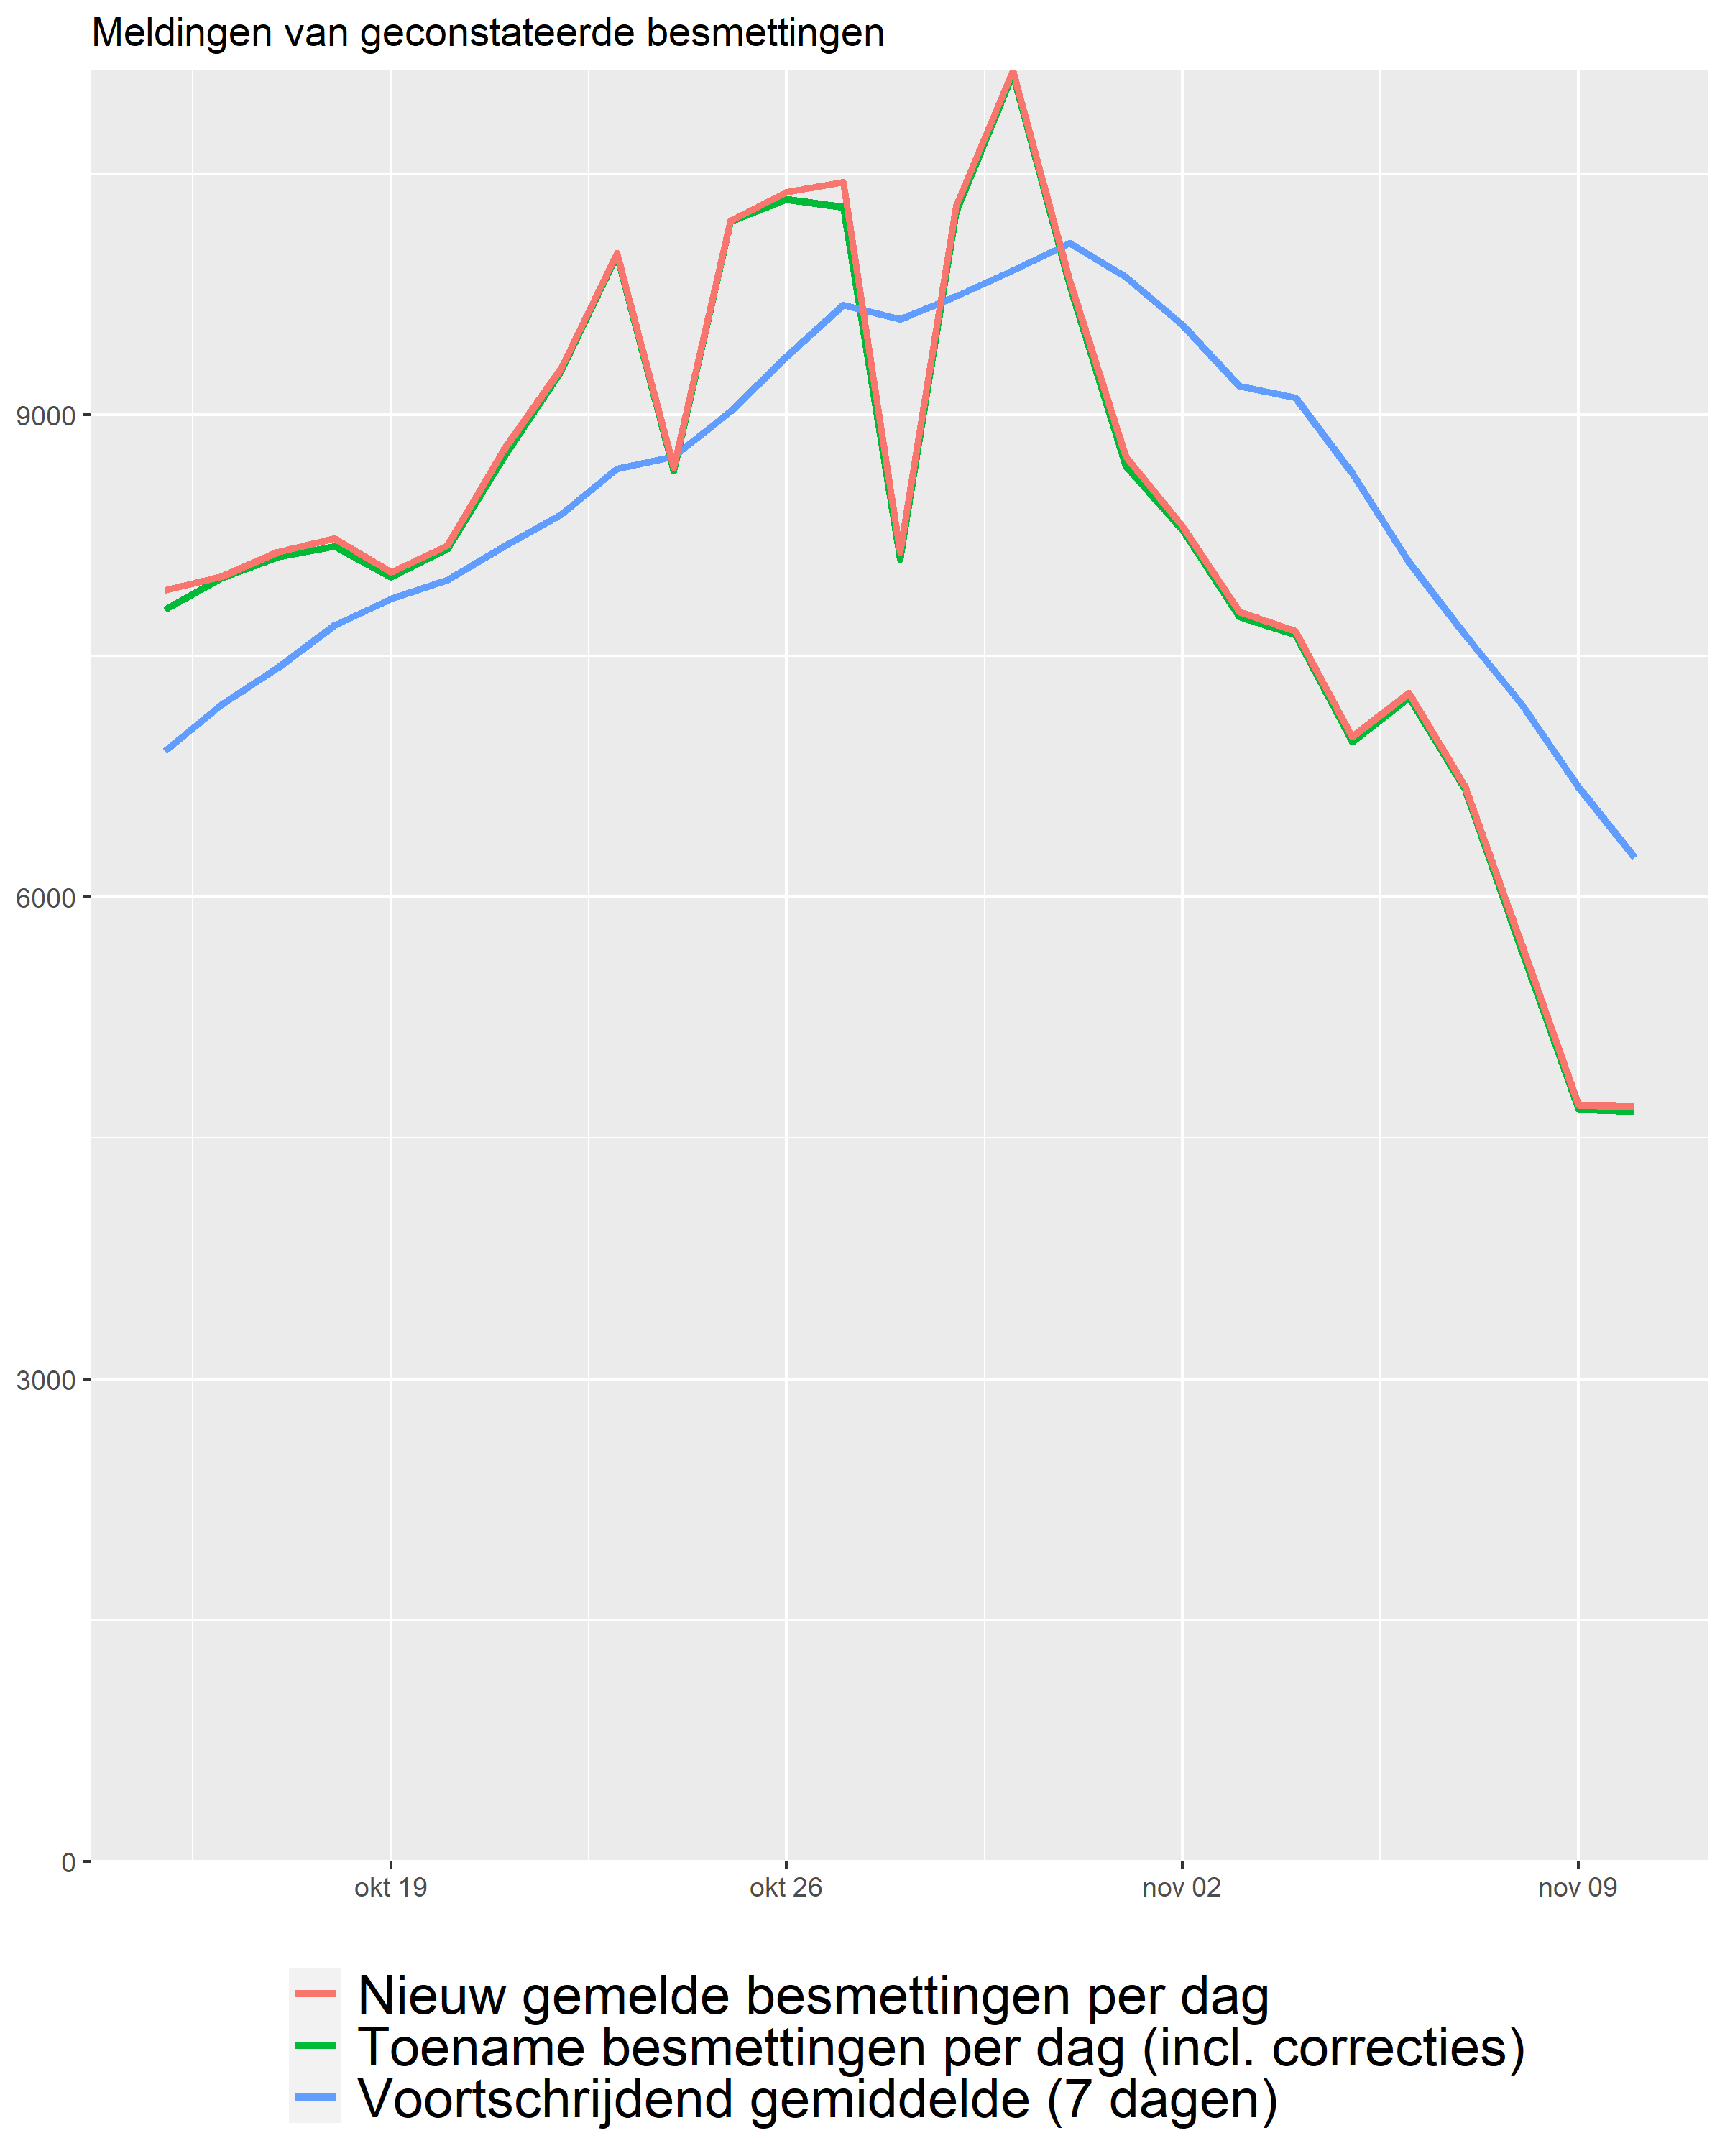 Meldingen van geconstateerde besmettingen
9000
6000
3000
0
okt 19
okt 26
nov 02
nov 09
Nieuw gemelde besmettingen per dag
Toename besmettingen per dag (incl. correcties)
Voortschrijdend gemiddelde (7 dagen)